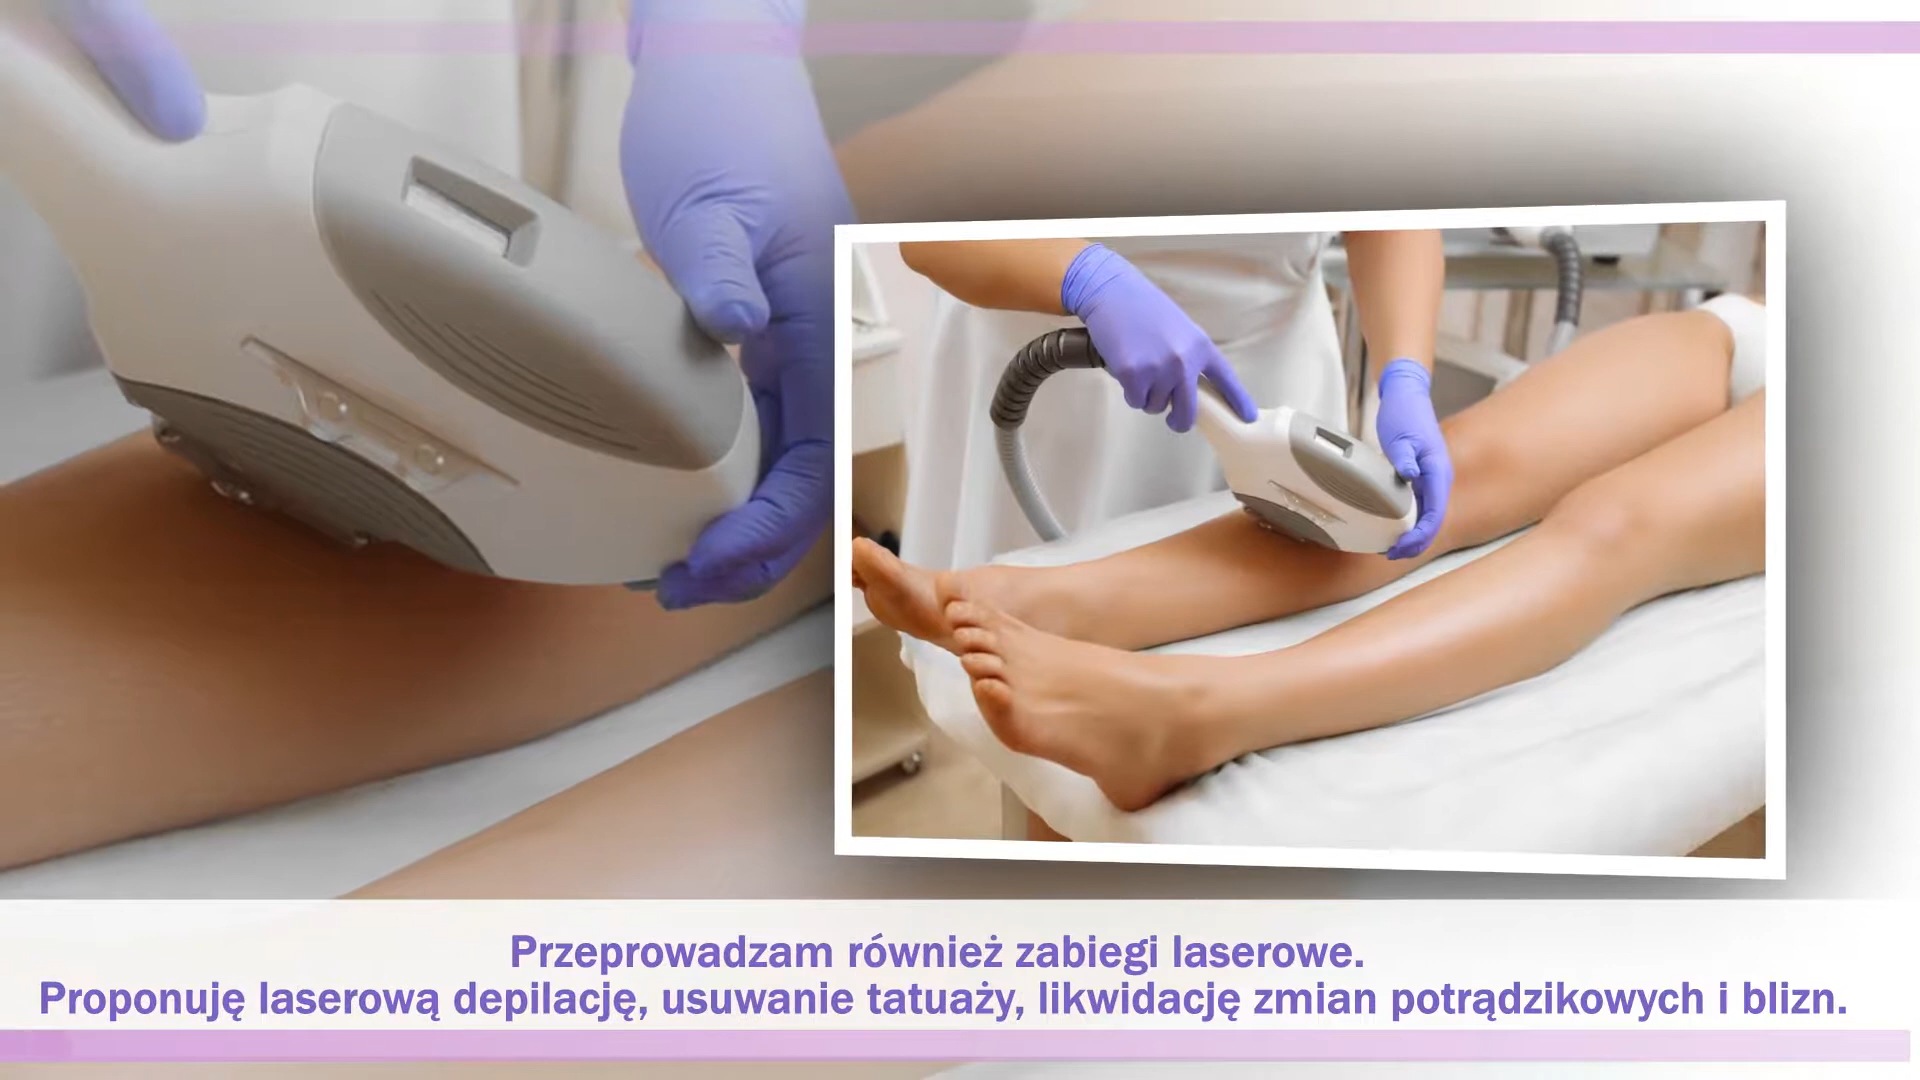 Przeprowadzam również zabiegi laserowe.
Proponuję laserową depilację, usuwanie tatuaży, likwidację zmian potrądzikowych i blizn.